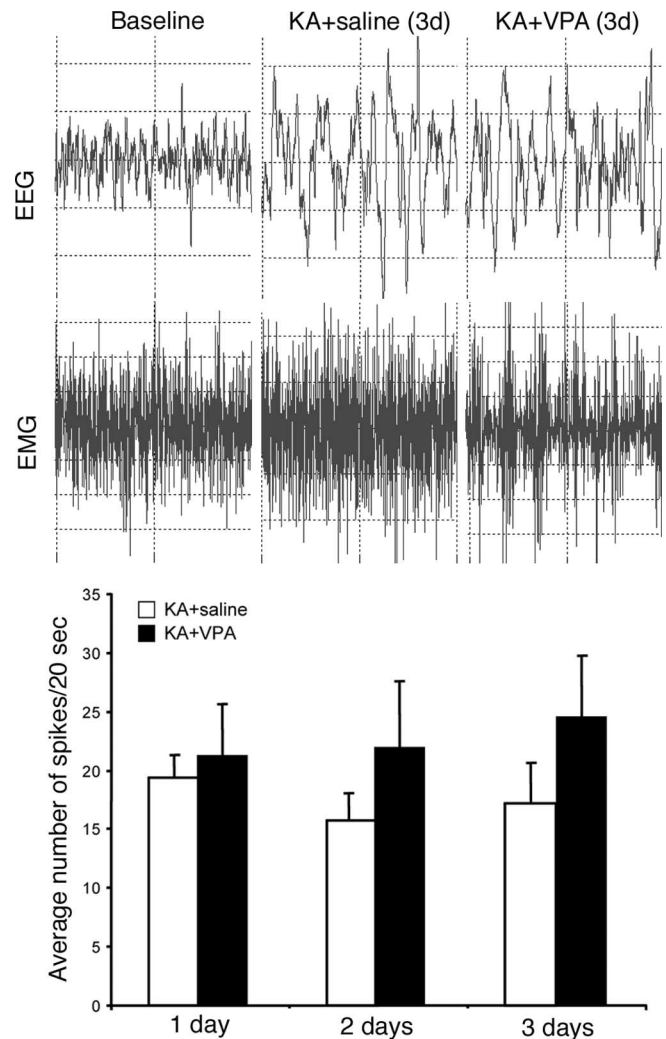 Baseline KA+saline (3d) KA+VPA (3d)
EEG
EMG
Average number of spikes/20 sec
35
30
25
20
15
10
5
0
KA+saline
KA+VPA
1 day 2 days 3 days